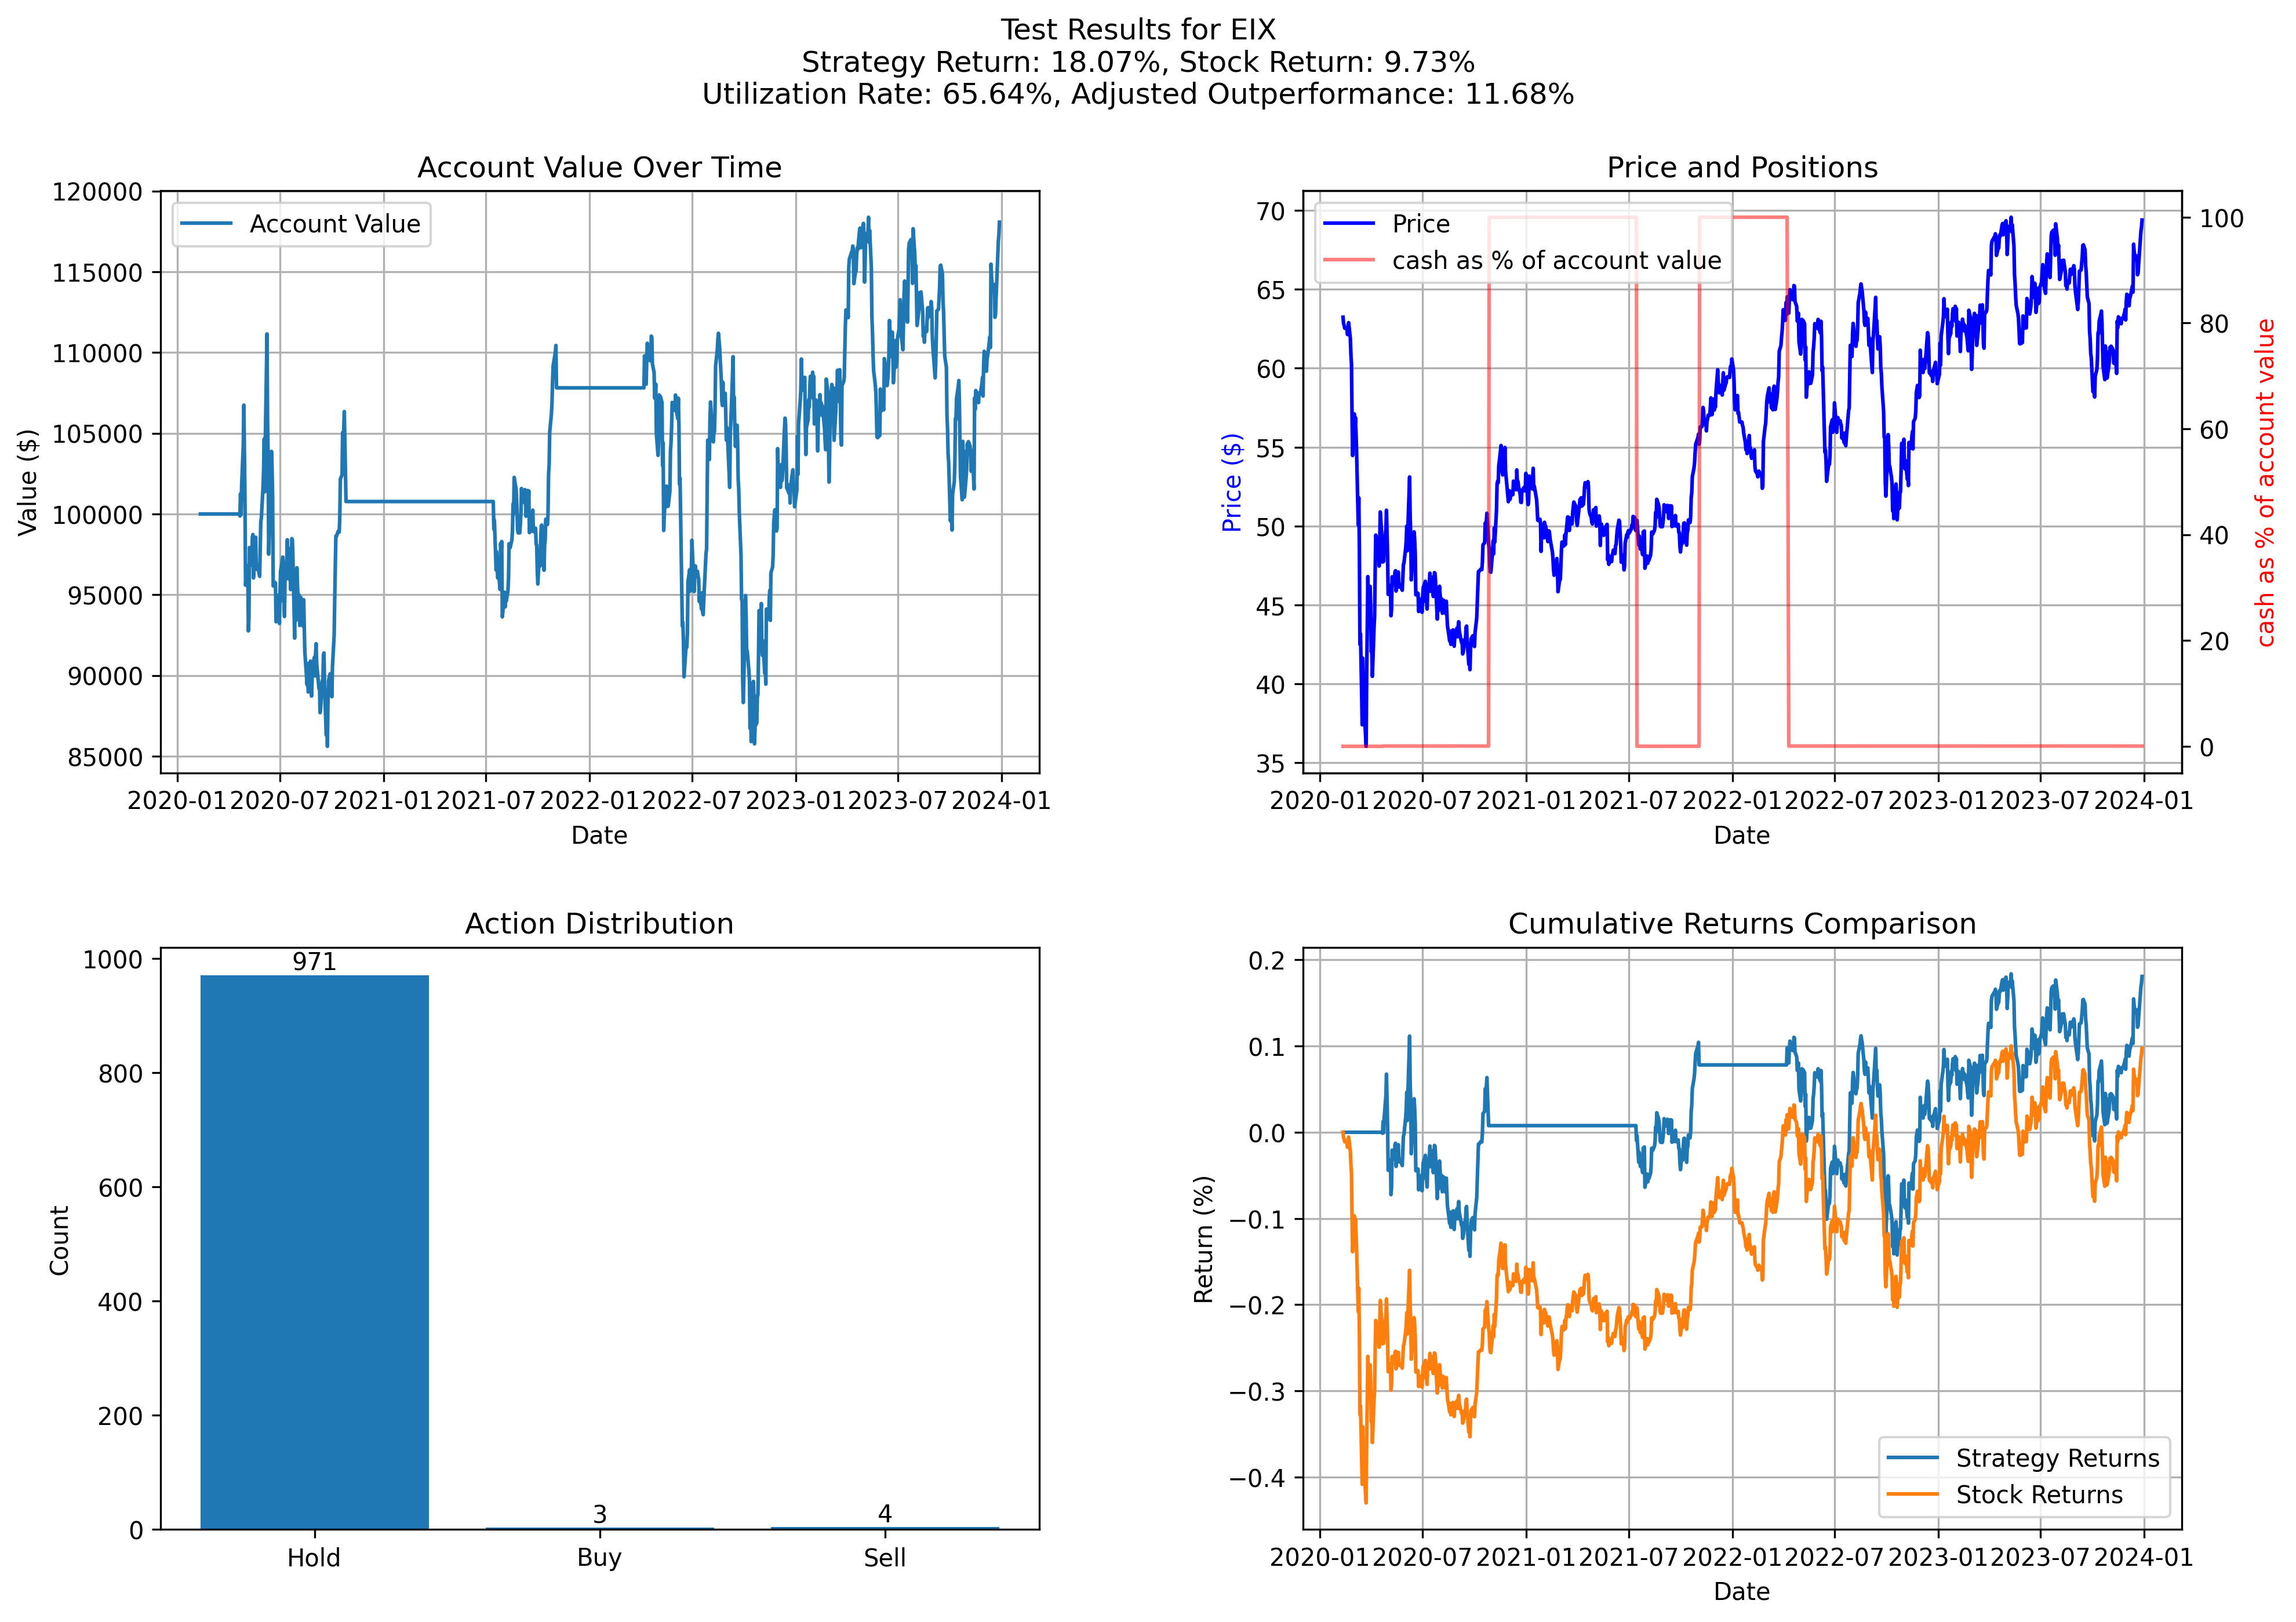 Test Results for EIX
Strategy Return: 18.07%, Stock Return: 9.73%
Utilization Rate: 65.64%, Adjusted Outperformance: 11.68%
Account Value Over Time
120000
115000
110000
105000
100000
95000
90000
85000
Value ($)
Account Value
2020-01 2020-07 2021-01 2021-07 2022-01 2022-07 2023-01 2023-07 2024-01
Date
Price and Positions
70
65
60
55
50
45
40
35
Price ($)
Price
cash as % of account value
100
80
60
40
20
0
cash as % of account value
2020-01 2020-07 2021-01 2021-07 2022-01 2022-07 2023-01 2023-07 2024-01
Date
Action Distribution
1000
800
600
400
200
0
Count
971
3
4
Hold Buy Sell
Cumulative Returns Comparison
0.2
0.1
0.0
−0.1
−0.2
−0.3
−0.4
Return (%)
Strategy Returns
Stock Returns
2020-01 2020-07 2021-01 2021-07 2022-01 2022-07 2023-01 2023-07 2024-01
Date